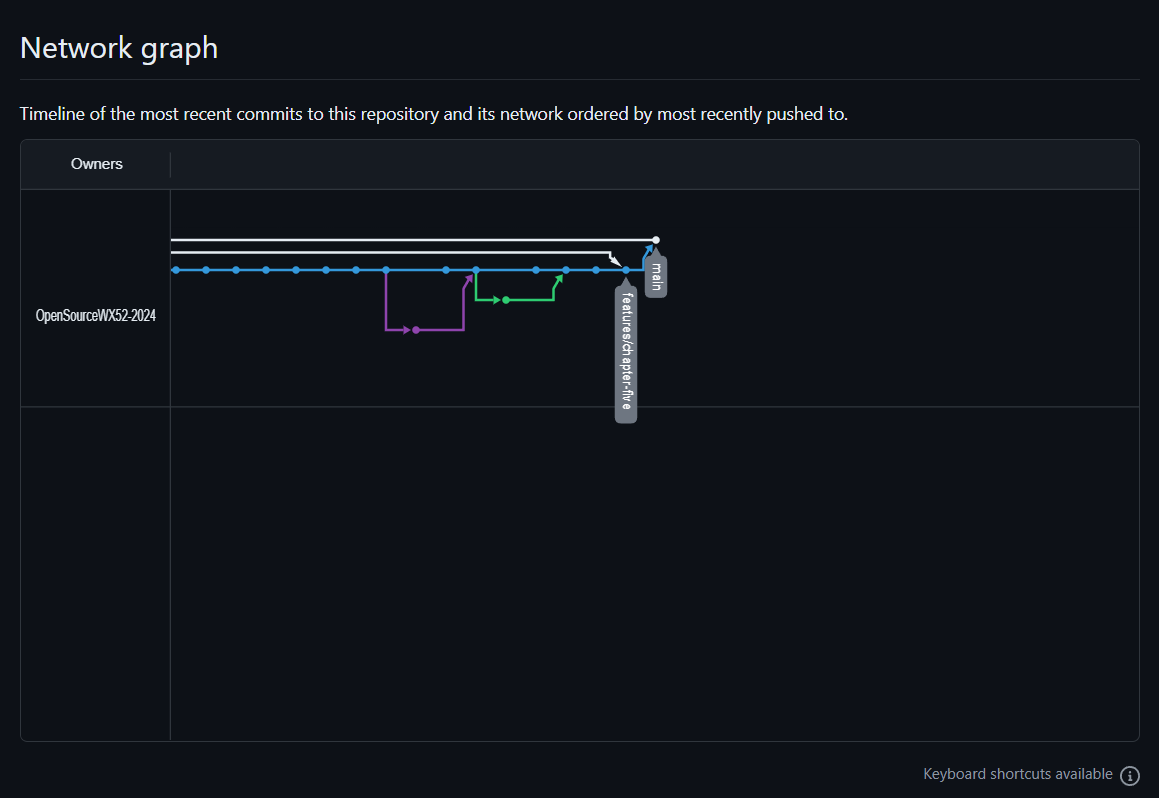 Network graph
Timeline of the most recent commits to this repository and its network ordered by most recently pushed to.
Owners
OpenSourceWX52-2024
main
features/chapter-five
Keyboard shortcuts available